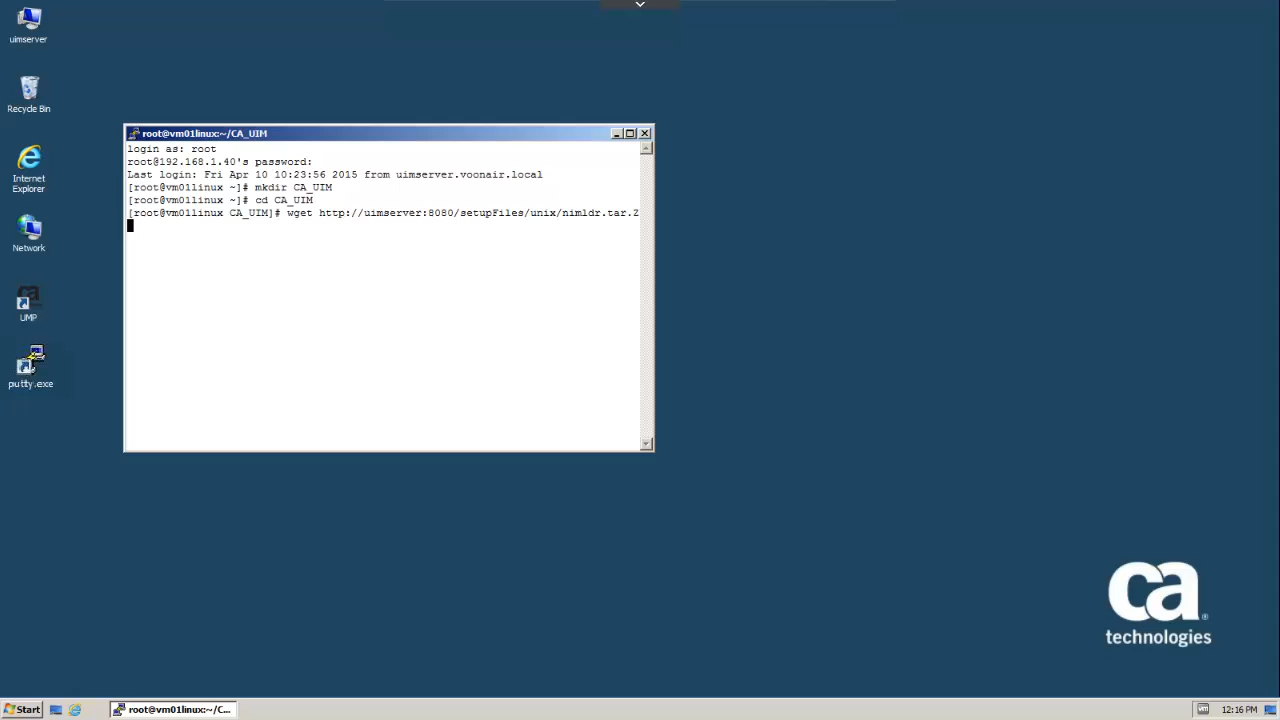 uimserver
Recycle Bin
Internet
Explorer
Network
UMP
putty.exe
root@vm01linux:~/CA_UIM
login as: root
root@192.168.1.40's password:
Last login: Fri Apr 10 10:23:56 2015 from uimserver.voonair.local
[root@vm01linux ~]# mkdir CA_UIM
[root@vm01linux ~]# cd CA_UIM
[root@vm01linux CA_UIM]# wget http://uimserver:8080/setupFiles/unix/nimldr.tar.Z
ca
technologies
Start
root@vm01linux:~/C...
12:16 PM